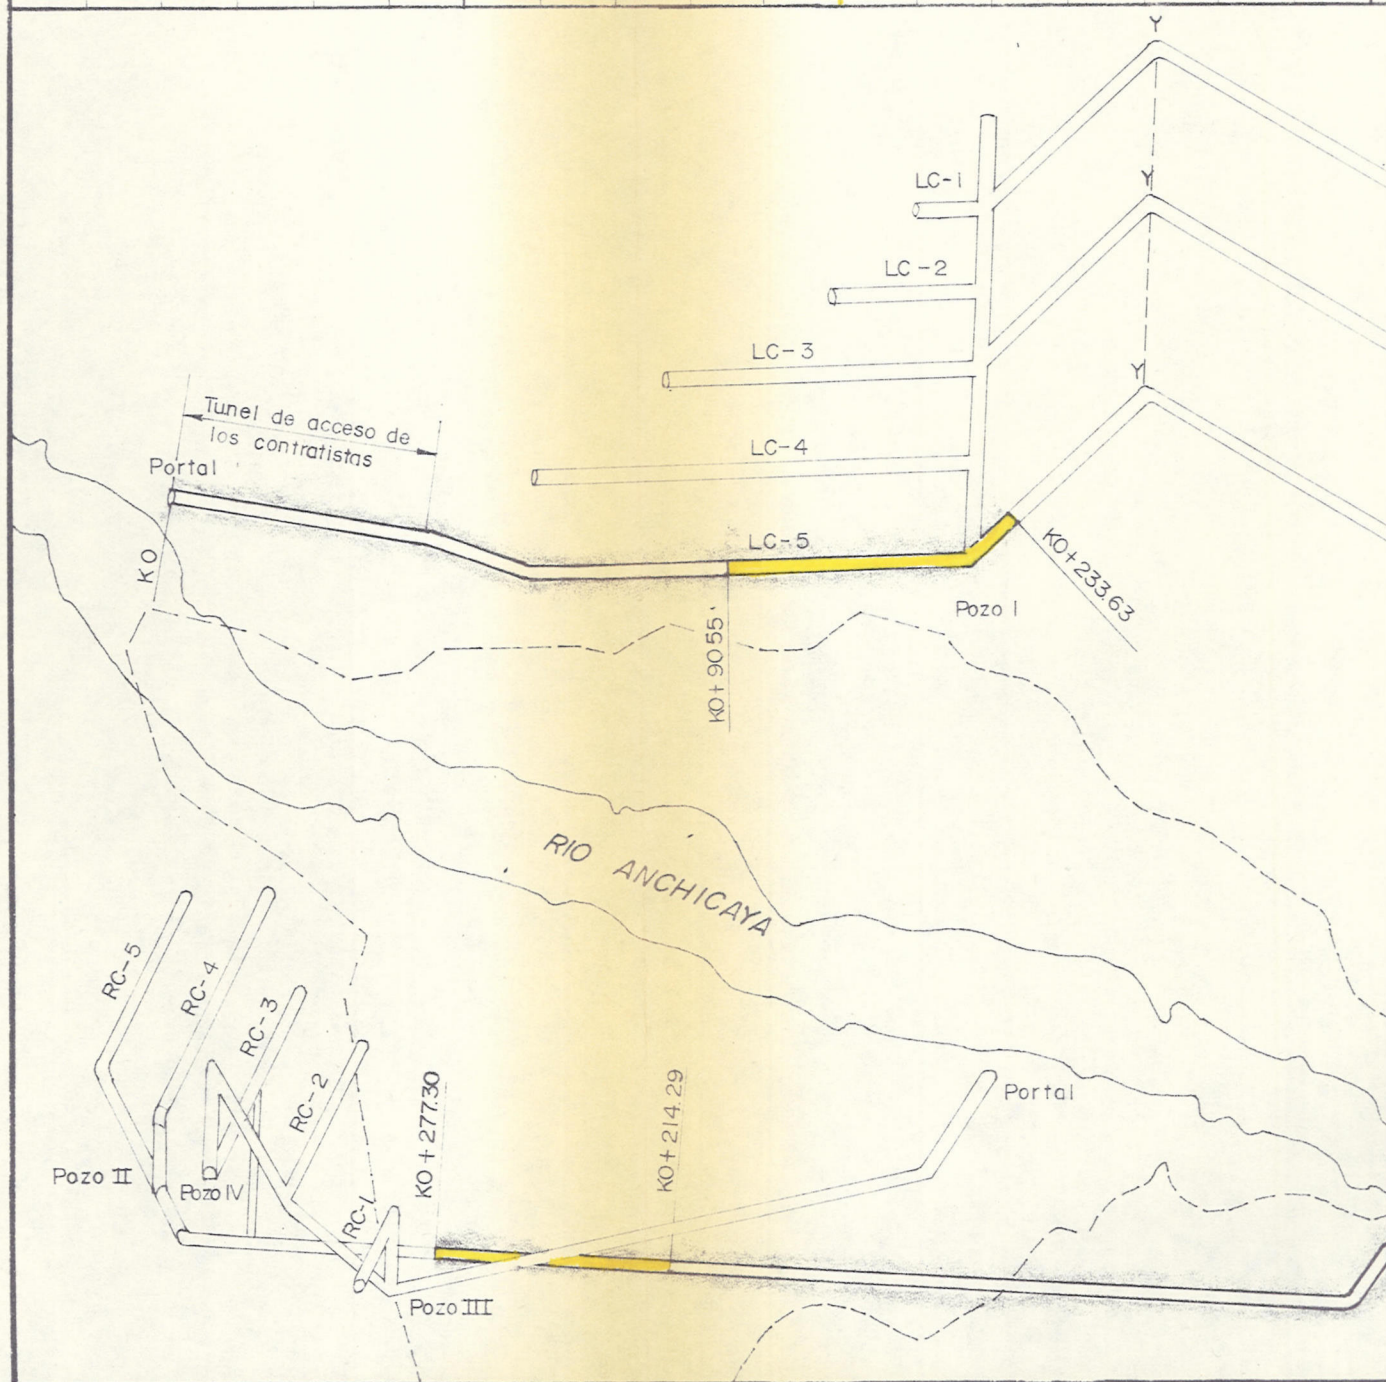 Y
LC-1
Y
LC-2
LC-3
Y
Tunel de acceso de
los contratistas
LC-4
Portal
LC-5
KO
KO+233.63
Pozo I
KO+90 55
RIO ANCHICAYA
RC-5
RC-4
RC-3
RC-2
KO+277.30
KO+214.29
Portal
Pozo II
Pozo IV
RC-1
Pozo III